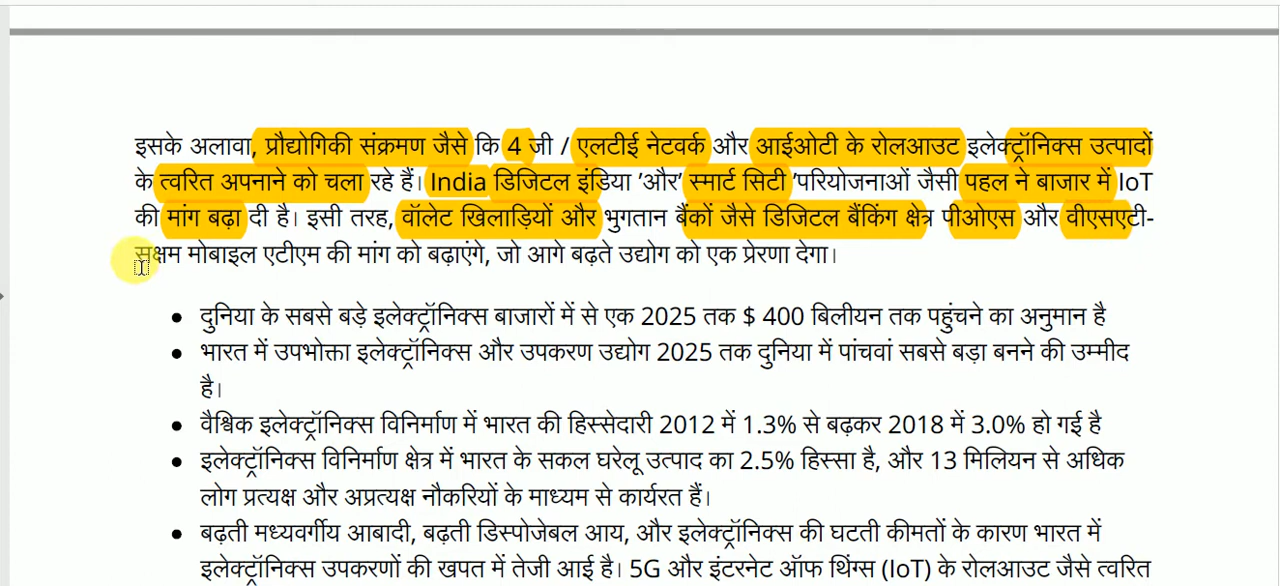 इसके अलावा, प्रौद्योगिकी संक्रमण जैसे कि 4 जी / एलटीई नेटवर्क और आईओटी के रोलआउट इलेक्ट्रॉनिक्स उत्पादों
के त्वरित अपनाने को चला रहे हैं। India डिजिटल इंडिया 'और' स्मार्ट सिटी 'परियोजनाओं जैसी पहल ने बाजार में IoT
की मांग बढ़ा दी है। इसी तरह, वॉलेट खिलाड़ियों और भुगतान बैंकों जैसे डिजिटल बैंकिंग क्षेत्र पीओएस और वीएसएटी-
सक्षम मोबाइल एटीएम की मांग को बढ़ाएंगे, जो आगे बढ़ते उद्योग को एक प्रेरणा देगा।
• दुनिया के सबसे बड़े इलेक्ट्रॉनिक्स बाजारों में से एक 2025 तक $ 400 बिलीयन तक पहुंचने का अनुमान है
• भारत में उपभोक्ता इलेक्ट्रॉनिक्स और उपकरण उद्योग 2025 तक दुनिया में पांचवां सबसे बड़ा बनने की उम्मीद
है।
• वैश्विक इलेक्ट्रॉनिक्स विनिर्माण में भारत की हिस्सेदारी 2012 में 1.3% से बढ़कर 2018 में 3.0% हो गई है
• इलेक्ट्रॉनिक्स विनिर्माण क्षेत्र में भारत के सकल घरेलू उत्पाद का 2.5% हिस्सा है, और 13 मिलियन से अधिक
लोग प्रत्यक्ष और अप्रत्यक्ष नौकरियों के माध्यम से कार्यरत हैं।
• बढ़ती मध्यवर्गीय आबादी, बढ़ती डिस्पोजेबल आय, और इलेक्ट्रॉनिक्स की घटती कीमतों के कारण भारत में
इलेक्ट्रॉनिक्स उपकरणों की खपत में तेजी आई है। 5G और इंटरनेट ऑफ थिंग्स (IoT) के रोलआउट जैसे त्वरित